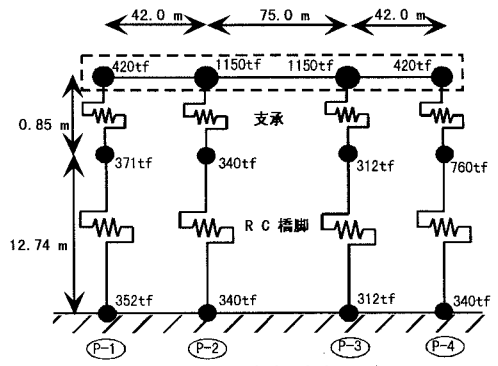 42.0 m 75.0 m 42.0 m
420tf 1150tf 1150tf 420tf
0.85 m 支承
371tf 340tf 312tf 760tf
12.74 m RC 橋脚
352tf 340tf 312tf 340tf
P-1 P-2 P-3 P-4